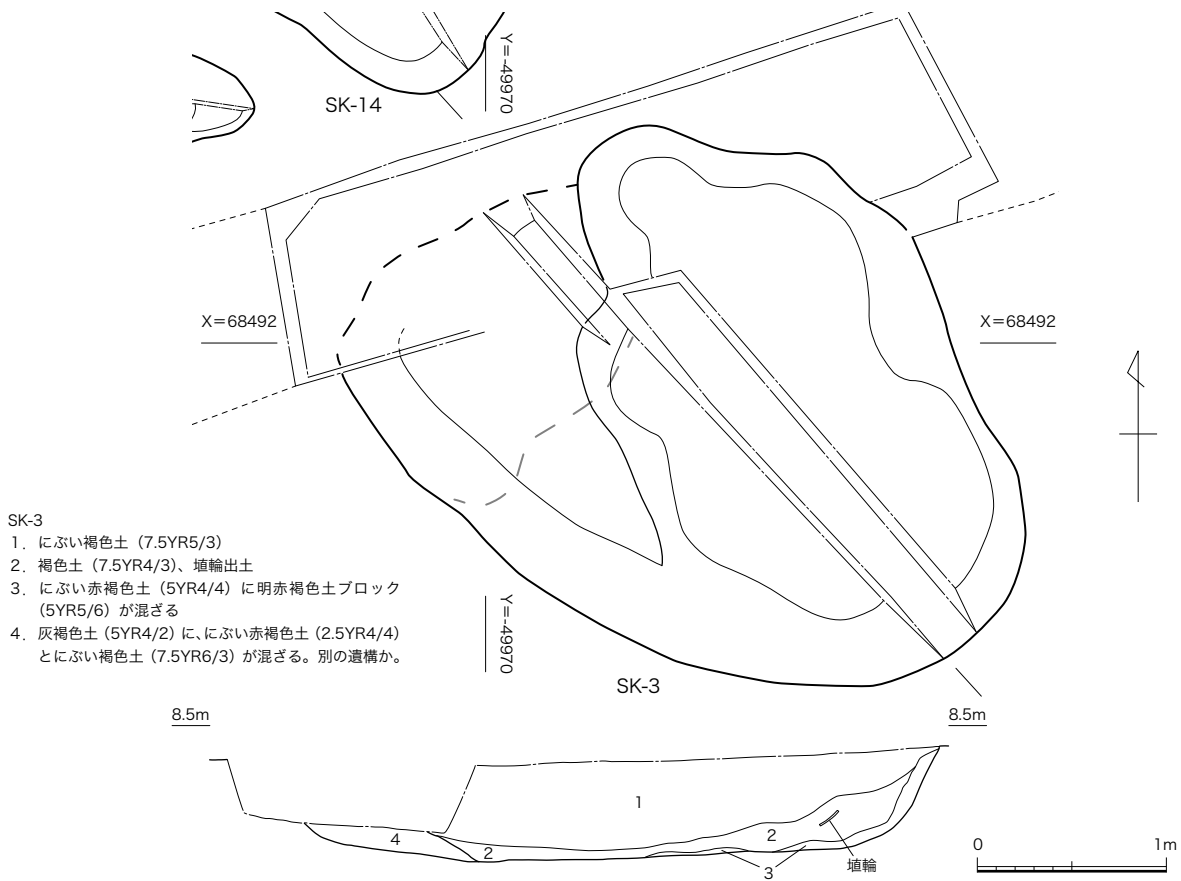 SK-14
Y=-49970
X=68492
X=68492
SK-3
1．にぶい褐色土（7.5YR5/3）
2．褐色土（7.5YR4/3）、埴輪出土
3．にぶい赤褐色土（5YR4/4）に明赤褐色土ブロック
（5YR5/6）が混ざる
4．灰褐色土（5YR4/2）に、にぶい赤褐色土（2.5YR4/4）
とにぶい褐色土（7.5YR6/3）が混ざる。別の遺構か。
Y=-49970
SK-3
8.5m
8.5m
1
4
2
2
3
埴輪
0
1m